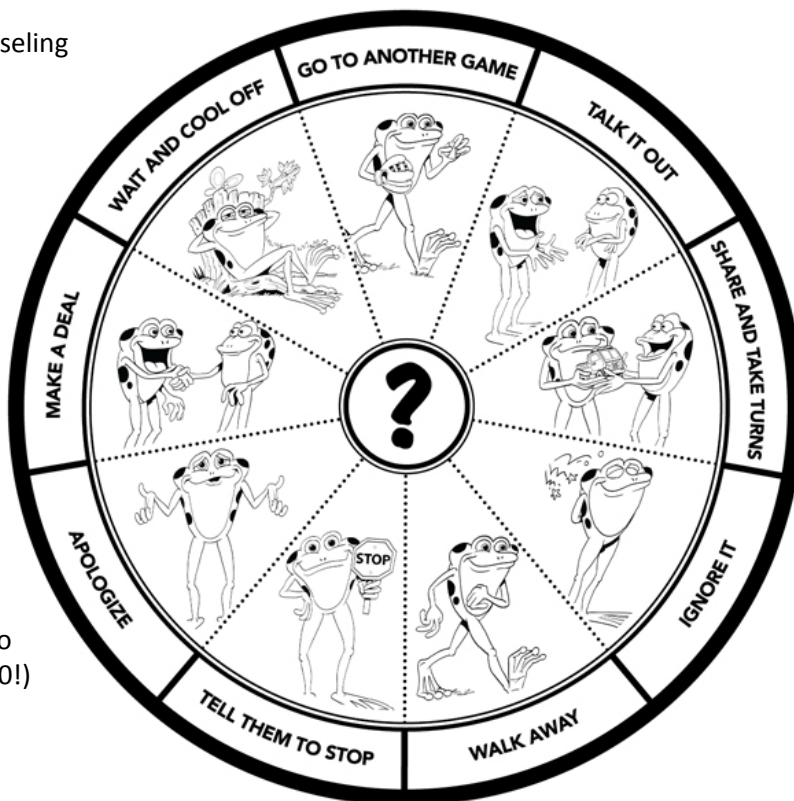 seling
GO TO ANOTHER GAME
TALK IT OUT
SHARE AND TAKE TURNS
IGNORE IT
WALK AWAY
TELL THEM TO STOP
APOLOGIZE
MAKE A DEAL
WAIT AND COOL OFF
?
STOP
o
0!)